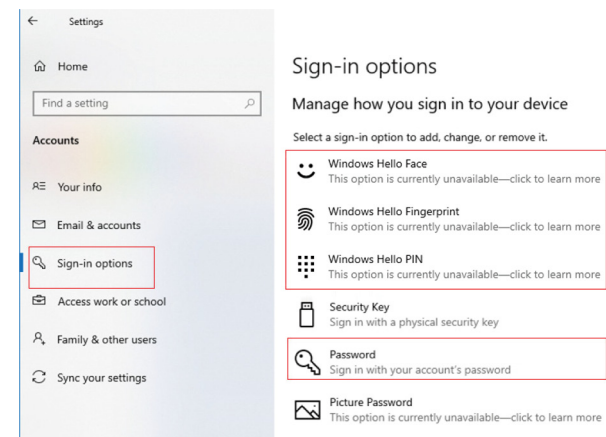 Settings
Home
Find a setting
Accounts
Your info
Email & accounts
Sign-in options
Access work or school
Family & other users
Sync your settings
Sign-in options
Manage how you sign in to your device
Select a sign-in option to add, change, or remove it.
Windows Hello Face
This option is currently unavailable—click to learn more
Windows Hello Fingerprint
This option is currently unavailable—click to learn more
Windows Hello PIN
This option is currently unavailable—click to learn more
Security Key
Sign in with a physical security key
Password
Sign in with your account's password
Picture Password
This option is currently unavailable—click to learn more